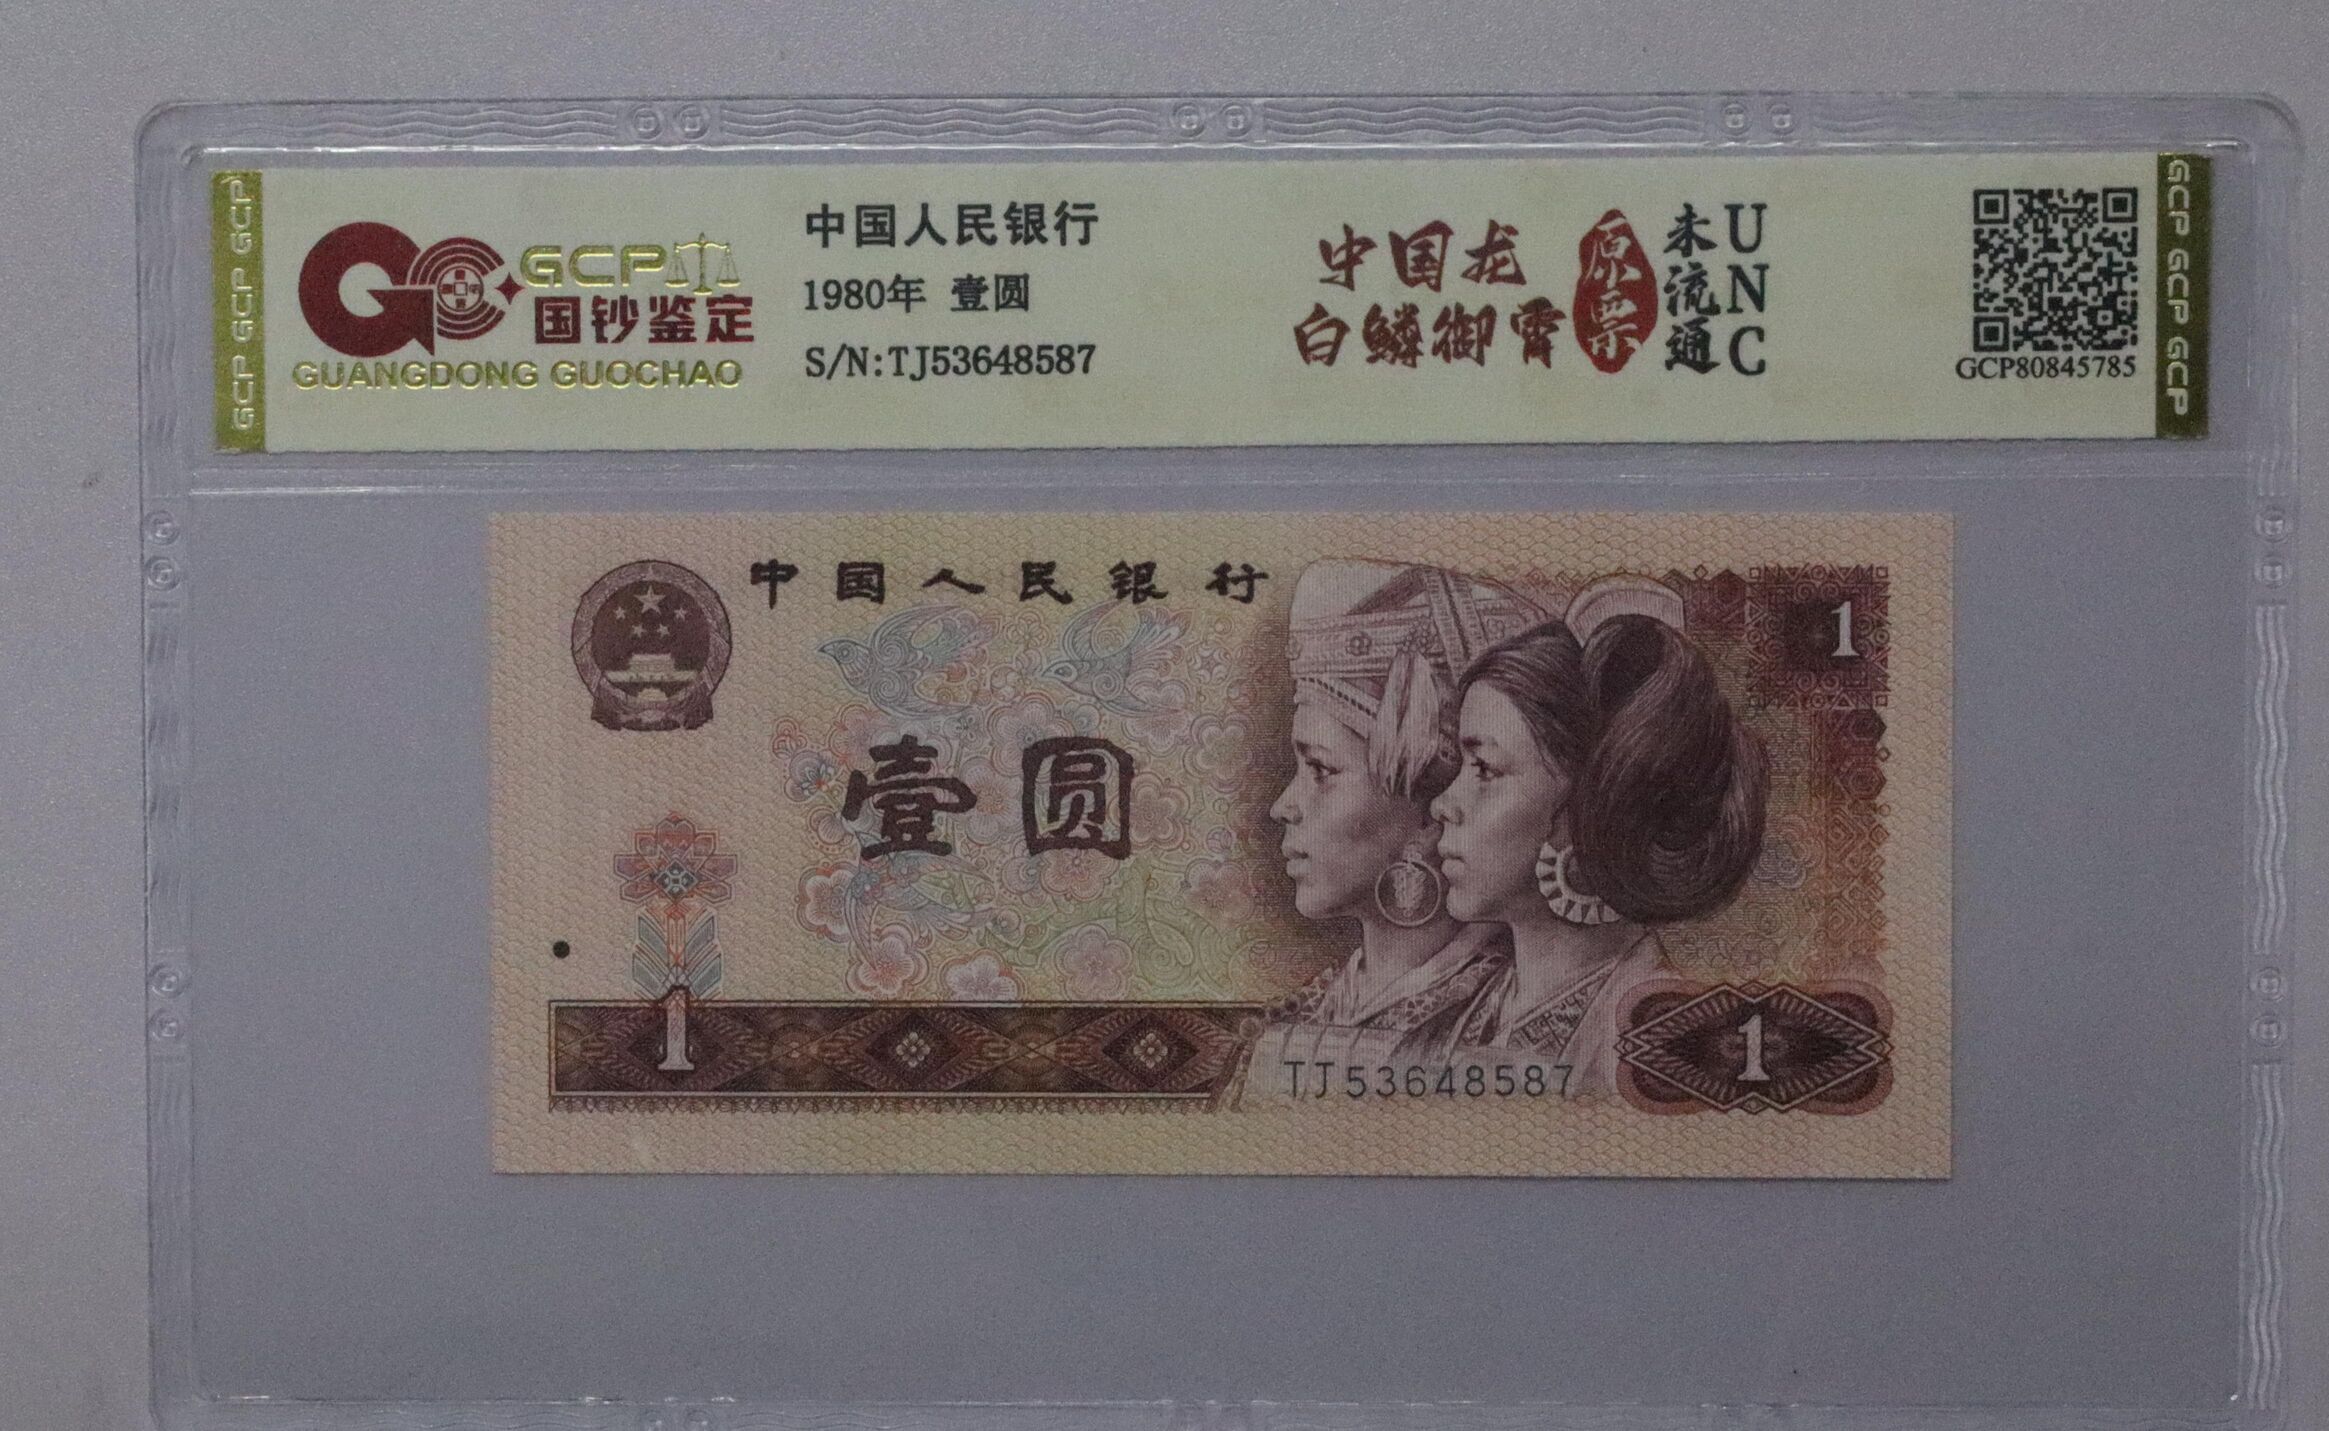 GCP GCP GCP
GCP
国钞鉴定
GUANGDONG GUOCHAO
中国人民银行
1980年 壹圆
S/N:TJ53648587
中国龙
白鳞御霄
原票
未流通
UNC
GCP80845785
GCP GCP GCP
中国人民银行
1
壹圆
1
TJ53648587
1